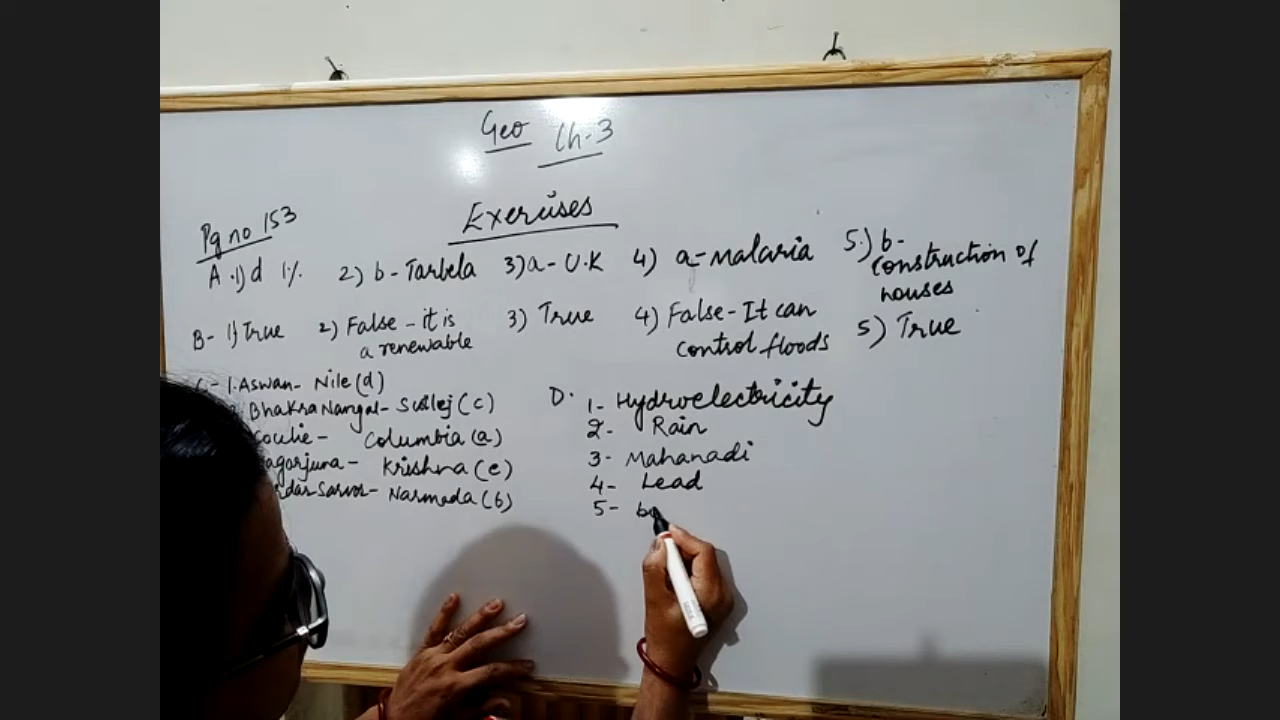 Geo Ch-3
Exercises
Pg no 153
A.1) d 1%. 2) b - Tarbela 3) a - U.K 4) a - Malaria 5.) b -
construction of
houses
B- 1) True 2) False - it is 3) True 4) False - It can 5) True
a renewable control floods
1. Aswan - Nile (d)
Bhakra Nangal - Sutlej (c)
Columbia (a)
Krishna (e)
Narmada (b)
D. 1- Hydroelectricity
2- Rain
3- Mahanadi
4- Lead
5-